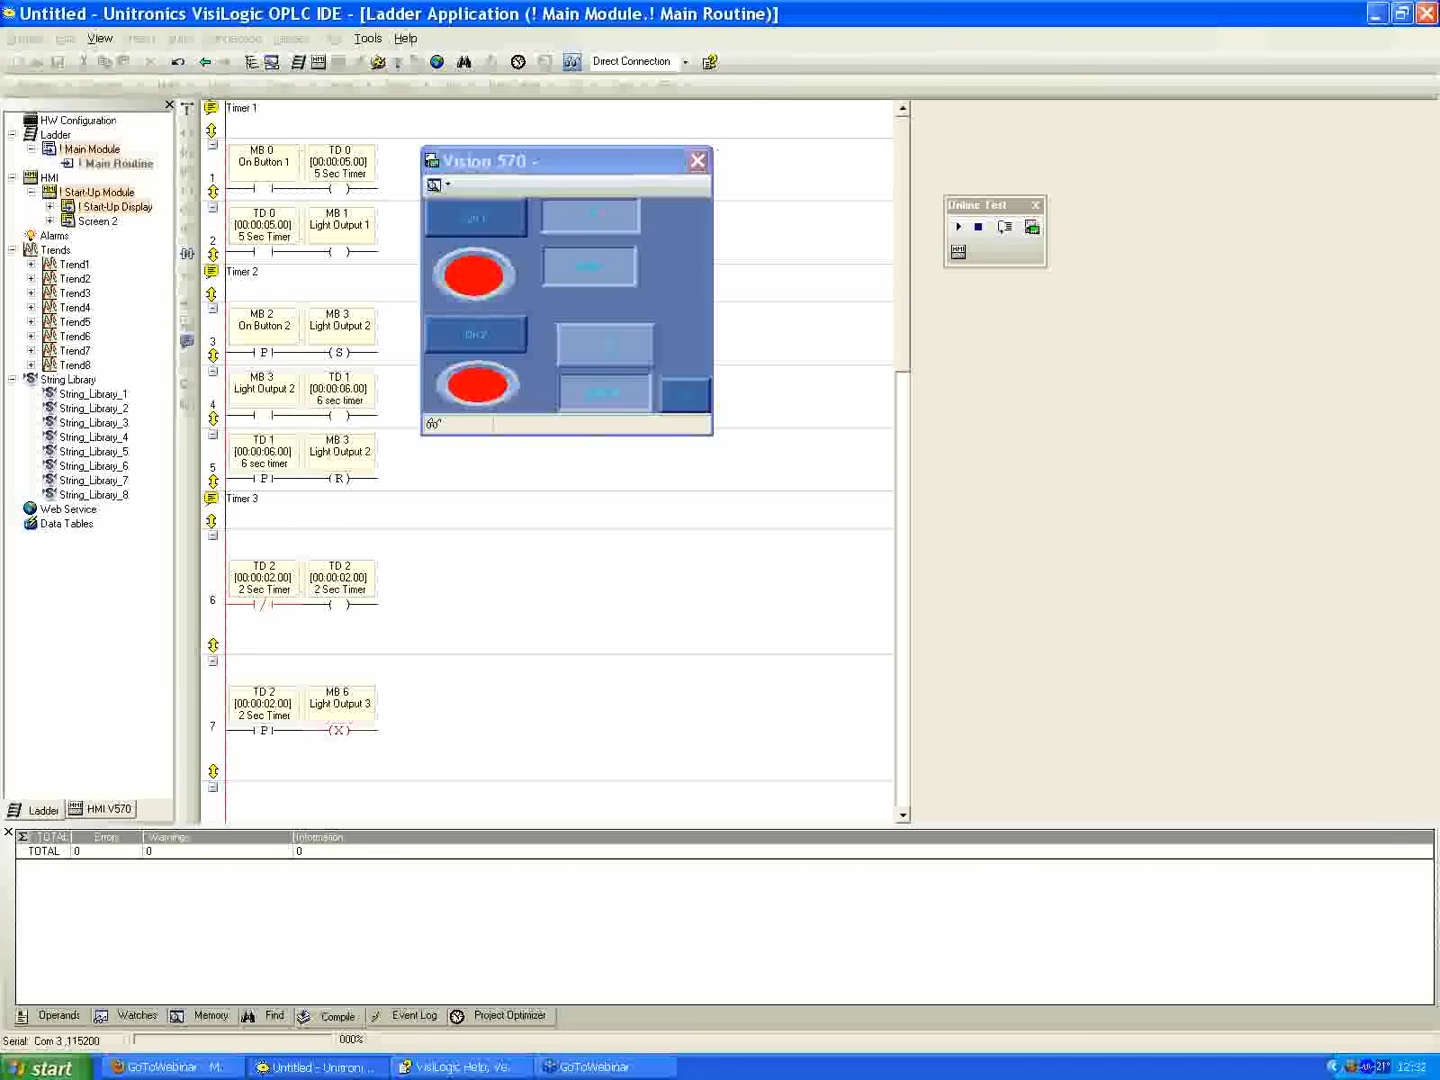 Untitled - Unitronics VisiLogic OPLC IDE - [Ladder Application (! Main Module.! Main Routine)]
View Tools Help
Direct Connection
HW Configuration
Ladder
! Main Module
! Main Routine
HMI
! Start-Up Module
! Start-Up Display
Screen 2
Alarms
Trends
Trend1
Trend2
Trend3
Trend4
Trend5
Trend6
Trend7
Trend8
String Library
String_Library_1
String_Library_2
String_Library_3
String_Library_4
String_Library_5
String_Library_6
String_Library_7
String_Library_8
Web Service
Data Tables
Ladder HMI V570
Timer 1
MB 0 TD 0
On Button 1 [00:00:05.00]
5 Sec Timer
1
TD 0 MB 1
[00:00:05.00] Light Output 1
5 Sec Timer
2
Timer 2
MB 2 MB 3
On Button 2 Light Output 2
3
P (S)
MB 3 TD 1
Light Output 2 [00:00:06.00]
6 sec timer
4
TD 1 MB 3
[00:00:06.00] Light Output 2
6 sec timer
5
P (R)
Timer 3
TD 2 TD 2
[00:00:02.00] [00:00:02.00]
2 Sec Timer 2 Sec Timer
6
TD 2 MB 6
[00:00:02.00] Light Output 3
2 Sec Timer
7
P (X)
Vision 570 -
Online Test
HMI
TOTAL Errors Warnings Information
TOTAL 0 0 0
Operands Watches Memory Find Compile Event Log Project Optimizer
Serial: Com 3 ,115200 000%
start GoToWebinar M... Untitled - Unitroni... VisiLogic Help, Ve... GoToWebinar 21° 12:32